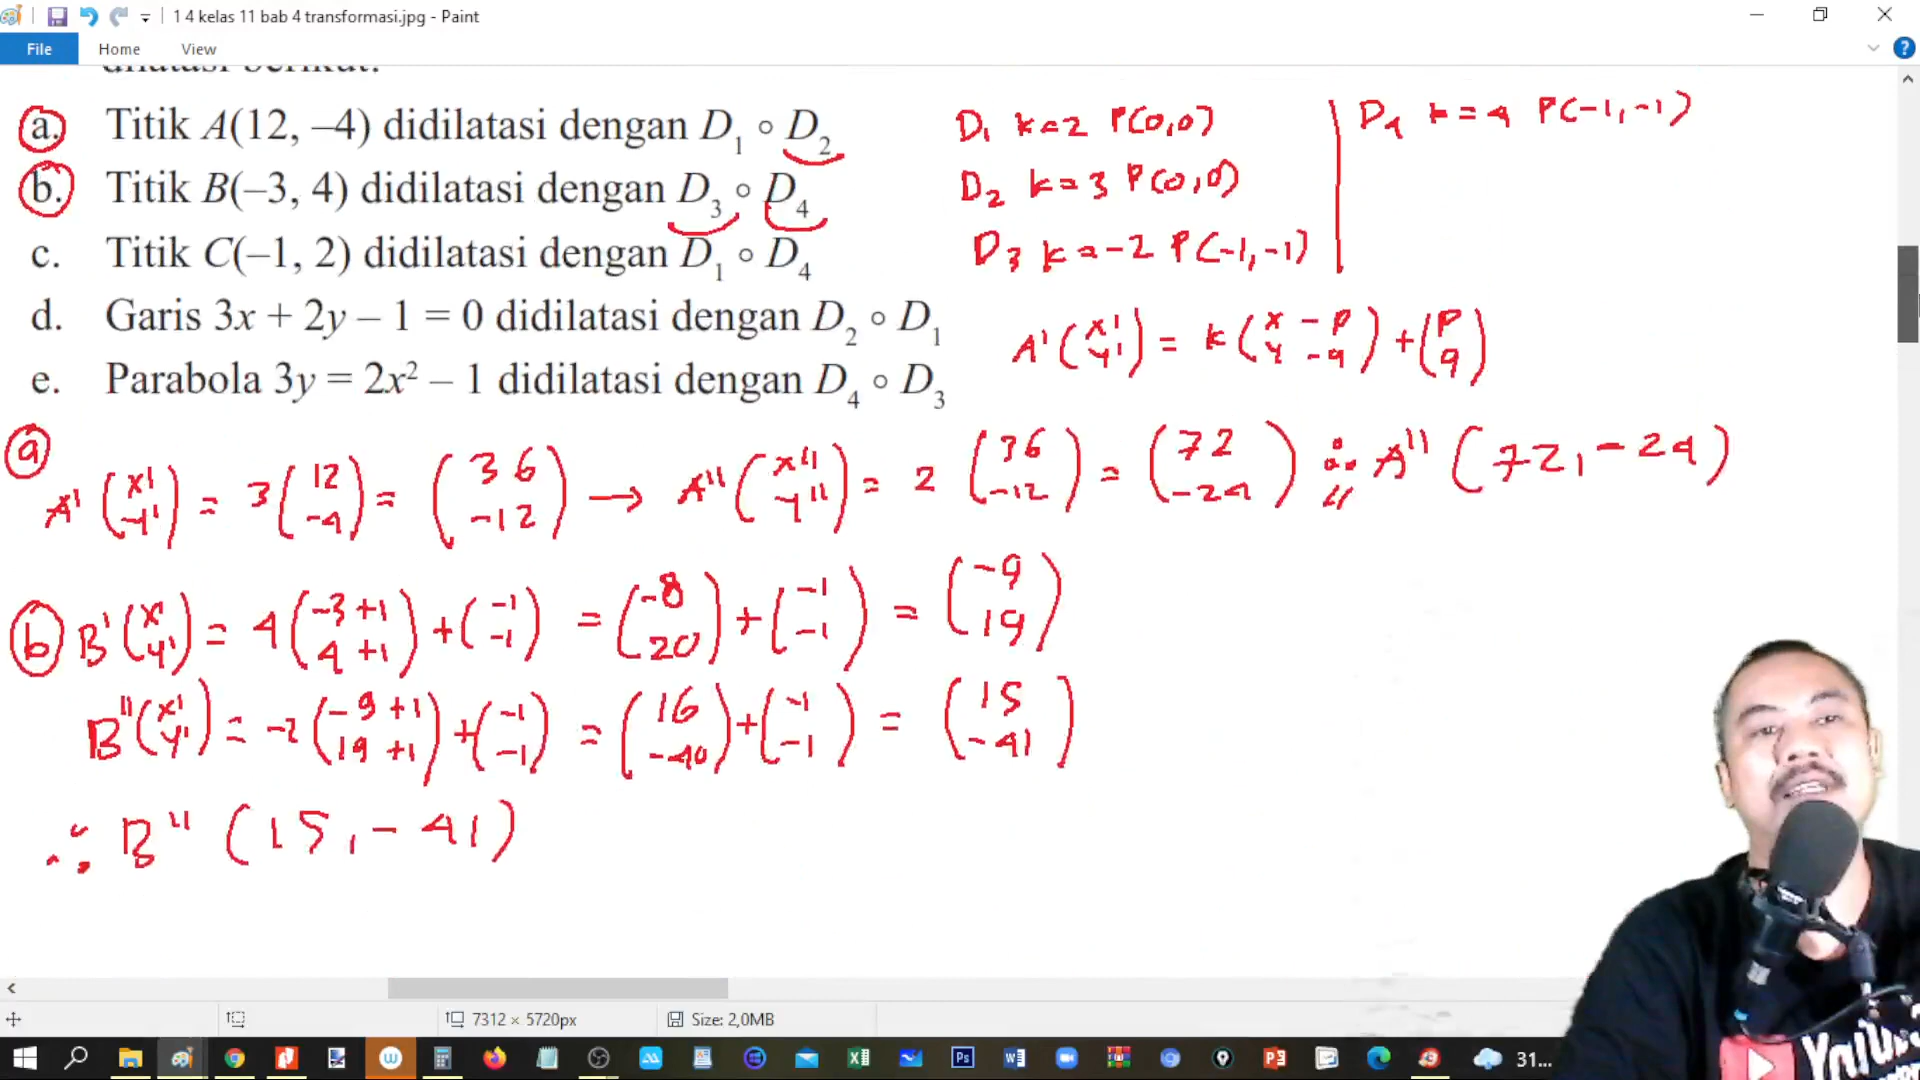 1 4 kelas 11 bab 4 transformasi.jpg - Paint
File Home View
dilatasi berikut:
a. Titik A(12, –4) didilatasi dengan D₁ ∘ D₂
b. Titik B(–3, 4) didilatasi dengan D₃ ∘ D₄
c. Titik C(–1, 2) didilatasi dengan D₁ ∘ D₄
d. Garis 3x + 2y – 1 = 0 didilatasi dengan D₂ ∘ D₁
e. Parabola 3y = 2x² – 1 didilatasi dengan D₄ ∘ D₃
D₁ k=2 P(0,0)
D₂ k=3 P(0,0)
D₃ k=-2 P(-1,-1)
D₄ k=4 P(-1,-1)
A' (x' y') = k (x - p y - q) + (p q)
a
A' (x' y') = 3 (12 -4) = (36 -12) → A'' (x'' y'') = 2 (36 -12) = (72 -24) ∴ A'' (72, -24)
b B' (x' y') = 4 (-3+1 4+1) + (-1 -1) = (-8 20) + (-1 -1) = (-9 19)
B'' (x' y') = -2 (-9+1 19+1) + (-1 -1) = (16 -40) + (-1 -1) = (15 -41)
∴ B'' (15, -41)
7312 × 5720px Size: 2,0MB
31...